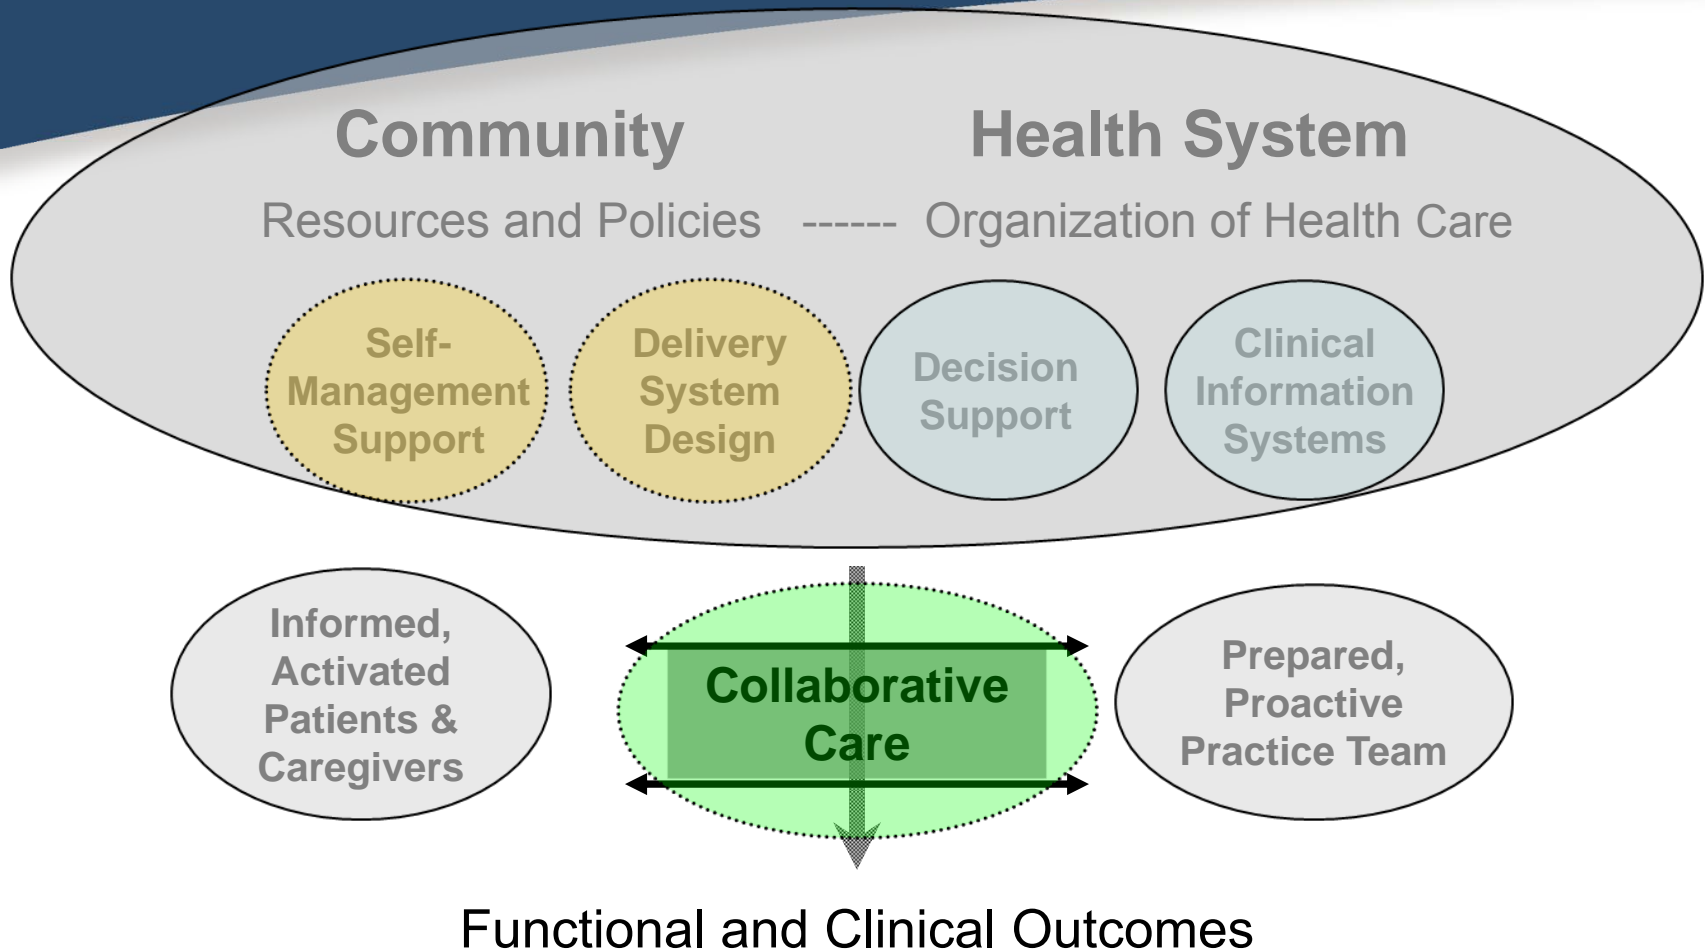 Community
Health System
Resources and Policies ------ Organization of Health Care
Self-
Management
Support
Delivery
System
Design
Decision
Support
Clinical
Information
Systems
Informed,
Activated
Patients &
Caregivers
Collaborative
Care
Prepared,
Proactive
Practice Team
Functional and Clinical Outcomes